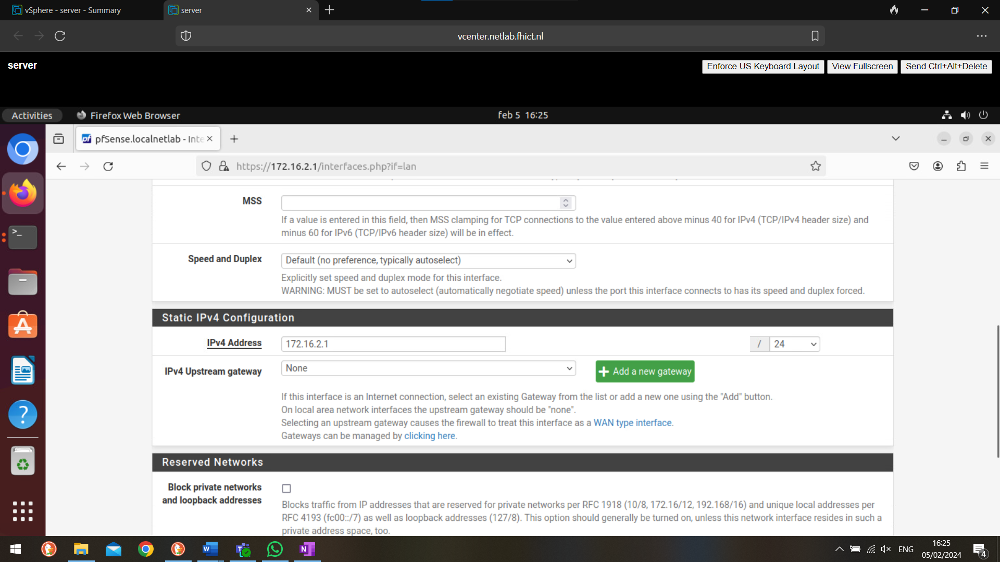 vSphere - server - Summary
server
vcenter.netlab.fhict.nl
server
Enforce US Keyboard Layout
View Fullscreen
Send Ctrl+Alt+Delete
Activities
Firefox Web Browser
feb 5 16:25
pfSense.localnetlab - Inte
https://172.16.2.1/interfaces.php?if=lan
MSS
If a value is entered in this field, then MSS clamping for TCP connections to the value entered above minus 40 for IPv4 (TCP/IPv4 header size) and
minus 60 for IPv6 (TCP/IPv6 header size) will be in effect.
Speed and Duplex
Default (no preference, typically autoselect)
Explicitly set speed and duplex mode for this interface.
WARNING: MUST be set to autoselect (automatically negotiate speed) unless the port this interface connects to has its speed and duplex forced.
Static IPv4 Configuration
IPv4 Address
172.16.2.1
/ 24
IPv4 Upstream gateway
None
Add a new gateway
If this interface is an Internet connection, select an existing Gateway from the list or add a new one using the "Add" button.
On local area network interfaces the upstream gateway should be "none".
Selecting an upstream gateway causes the firewall to treat this interface as a WAN type interface.
Gateways can be managed by clicking here.
Reserved Networks
Block private networks
and loopback addresses
Blocks traffic from IP addresses that are reserved for private networks per RFC 1918 (10/8, 172.16/12, 192.168/16) and unique local addresses per
RFC 4193 (fc00::/7) as well as loopback addresses (127/8). This option should generally be turned on, unless this network interface resides in such a
private address space, too.
ENG
16:25
05/02/2024
4